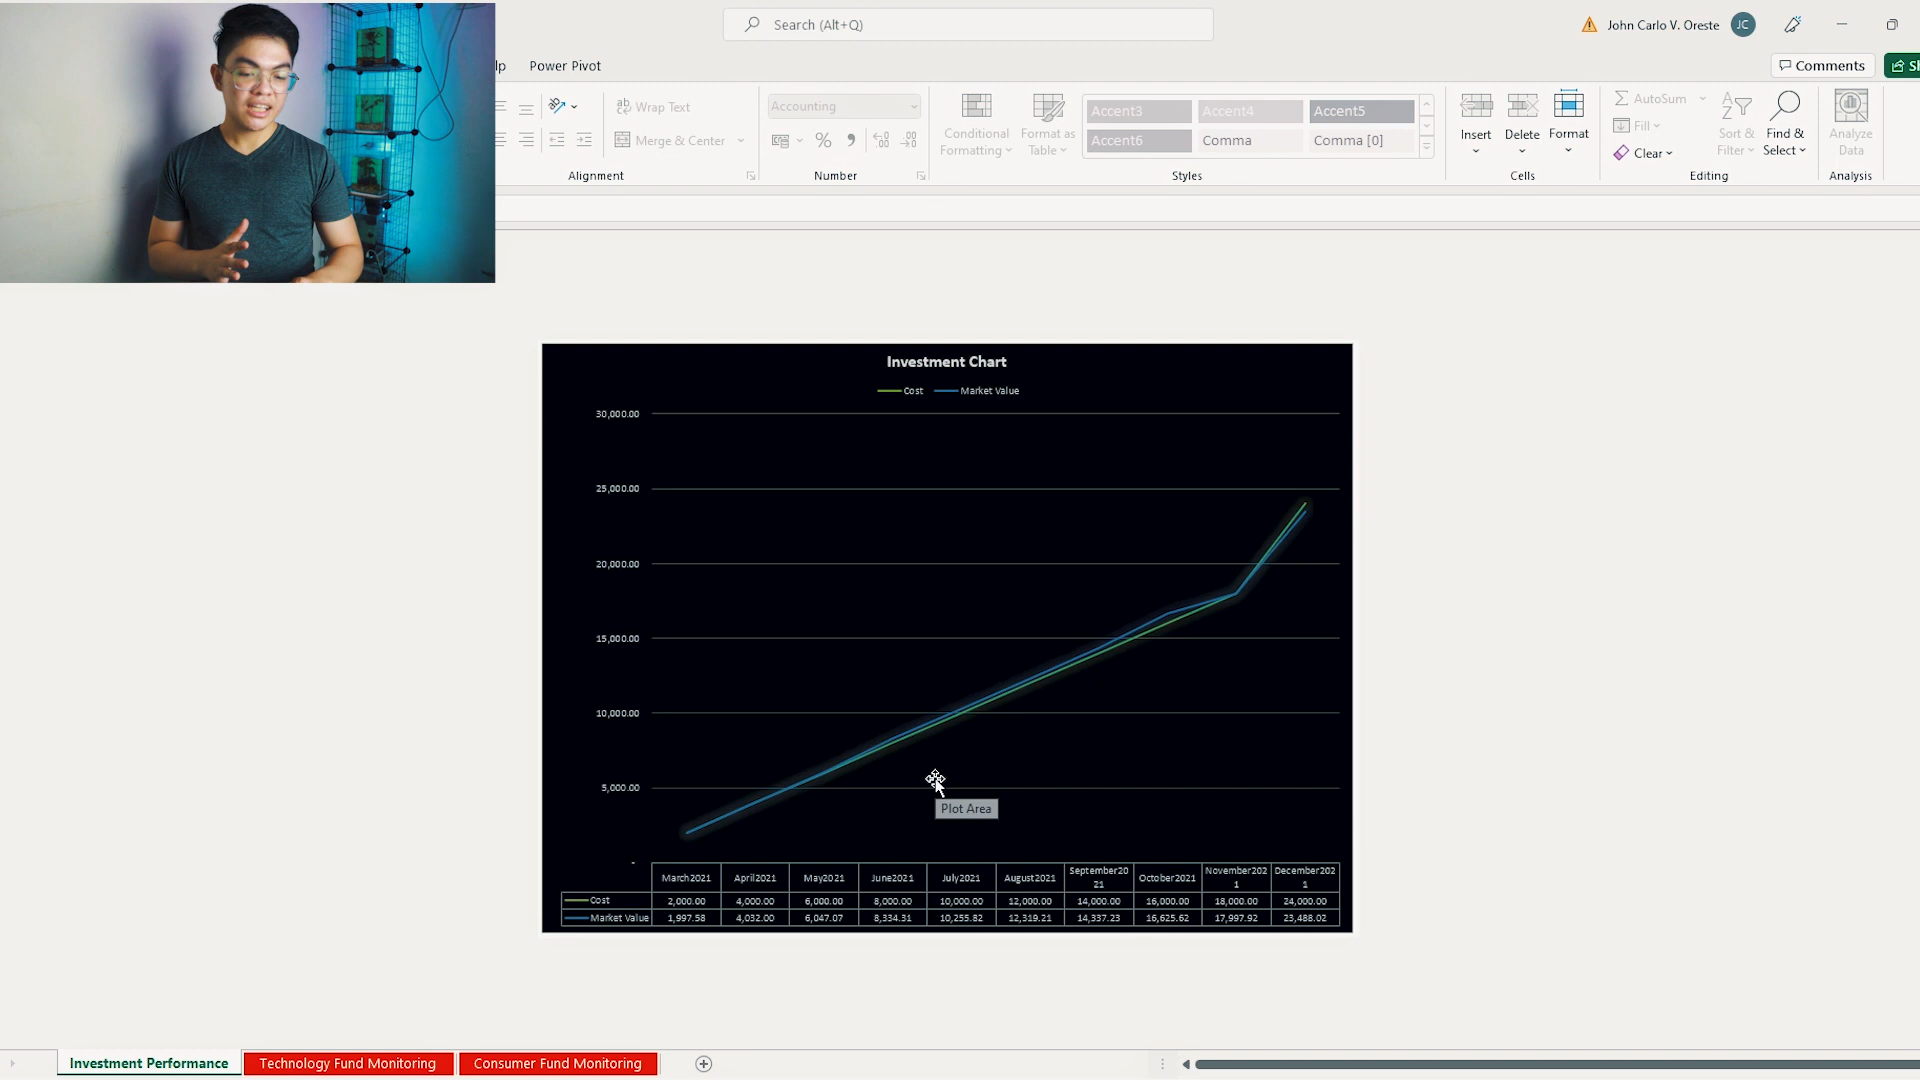 Search (Alt+Q)
John Carlo V. Oreste
JC
Power Pivot
Comments
Wrap Text
Merge & Center
Alignment
Accounting
%
Number
Conditional
Formatting
Format as
Table
Accent3
Accent4
Accent5
Accent6
Comma
Comma [0]
Styles
Insert
Delete
Format
Cells
AutoSum
Fill
Clear
Sort &
Filter
Find &
Select
Editing
Analyze
Data
Analysis
Investment Chart
Cost Market Value
30,000.00
25,000.00
20,000.00
15,000.00
10,000.00
5,000.00
-
Plot Area
March2021 April2021 May2021 June2021 July2021 August2021 September20 October2021 November202 December202
21 1 1
Cost 2,000.00 4,000.00 6,000.00 8,000.00 10,000.00 12,000.00 14,000.00 16,000.00 18,000.00 24,000.00
Market Value 1,997.58 4,032.00 6,047.07 8,334.31 10,255.82 12,319.21 14,337.23 16,625.62 17,997.92 23,488.02
Investment Performance Technology Fund Monitoring Consumer Fund Monitoring